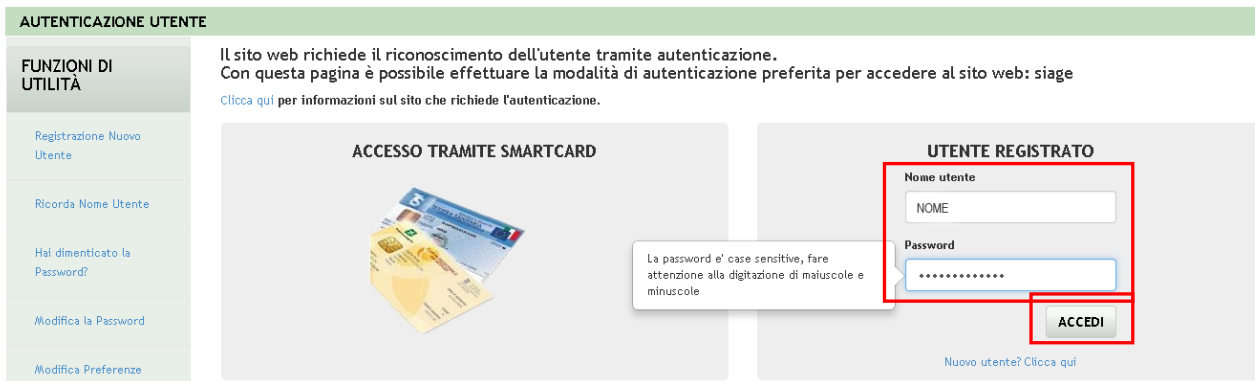 AUTENTICAZIONE UTENTE
FUNZIONI DI
UTILITÀ
Registrazione Nuovo
Utente
Ricorda Nome Utente
Hai dimenticato la
Password?
Modifica la Password
Modifica Preferenze
Il sito web richiede il riconoscimento dell'utente tramite autenticazione.
Con questa pagina è possibile effettuare la modalità di autenticazione preferita per accedere al sito web: siage
Clicca qui per informazioni sul sito che richiede l'autenticazione.
ACCESSO TRAMITE SMARTCARD
UTENTE REGISTRATO
Nome utente
NOME
Password
•••••••••••••
La password e' case sensitive, fare
attenzione alla digitazione di maiuscole e
minuscole
ACCEDI
Nuovo utente? Clicca qui